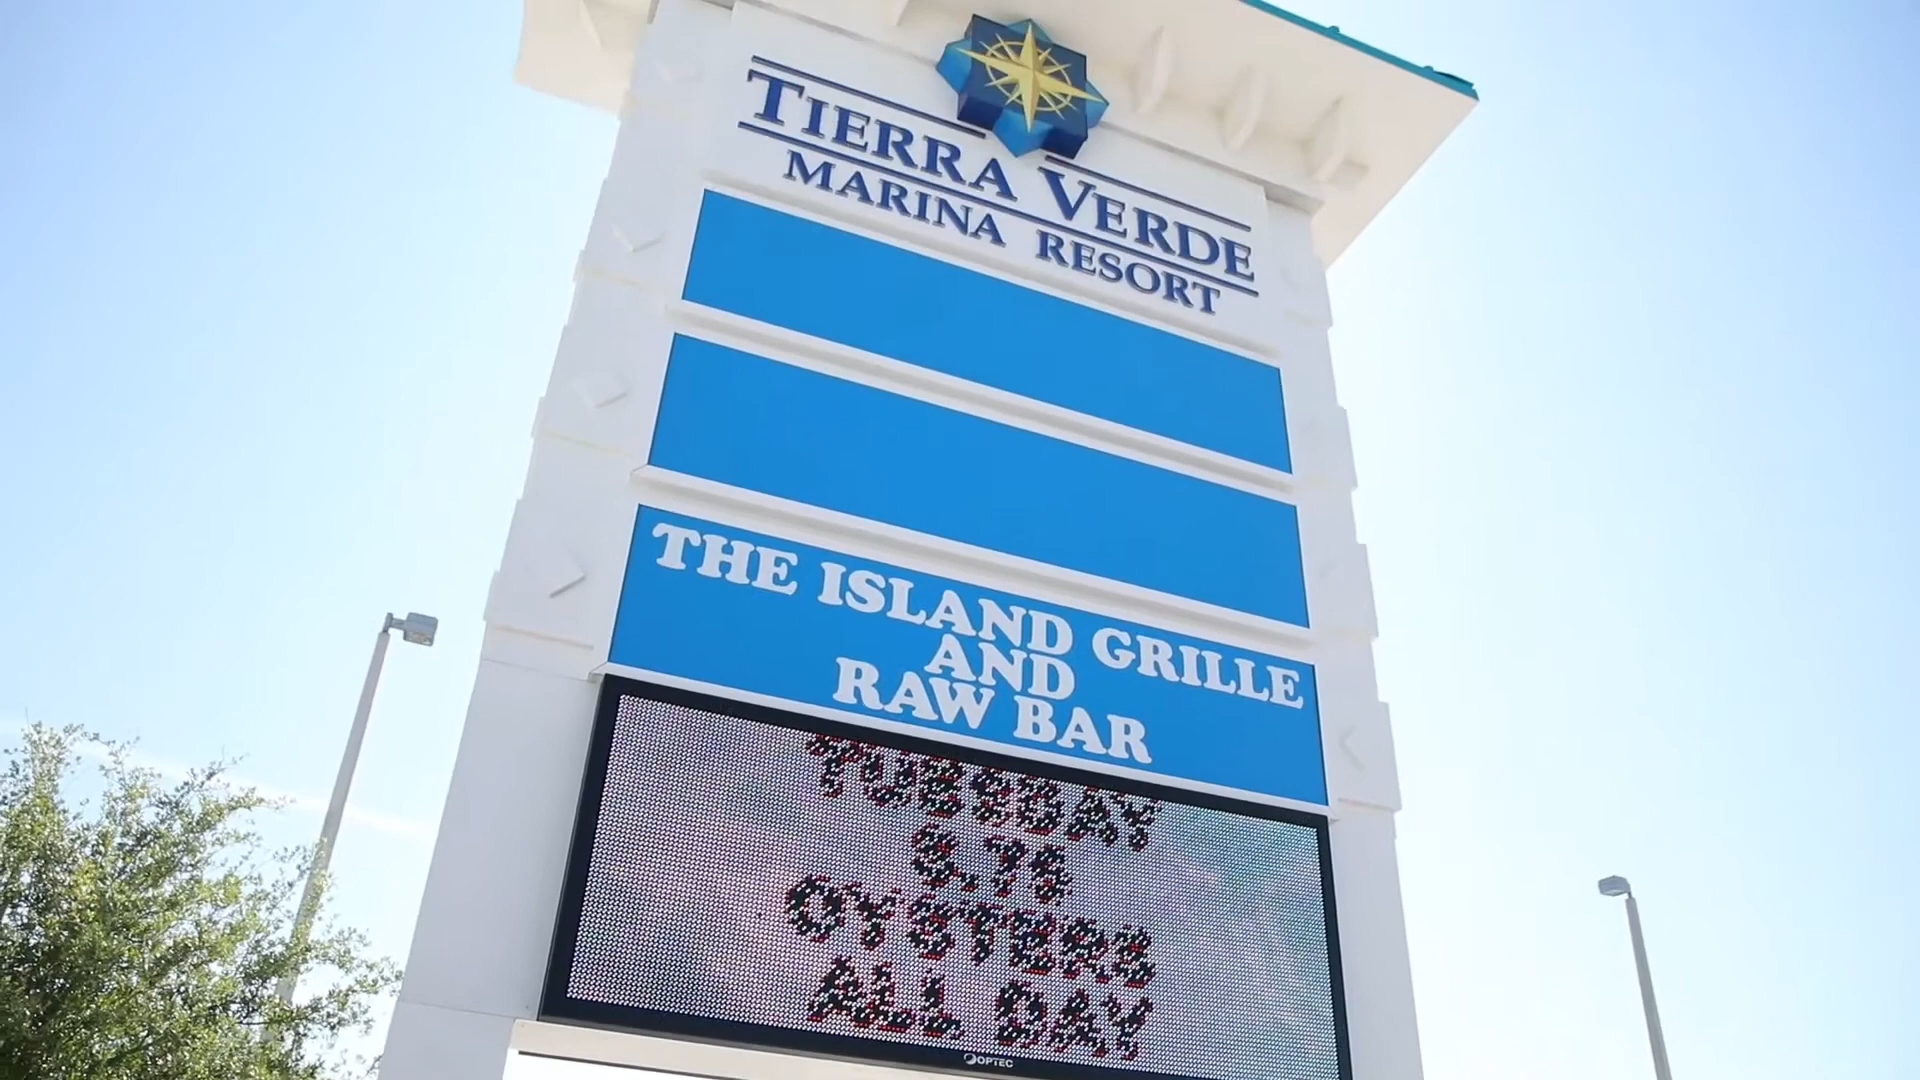 TIERRA VERDE
MARINA RESORT
THE ISLAND GRILLE
AND
RAW BAR
TUESDAY
OYSTERS
ALL DAY
OPTEC